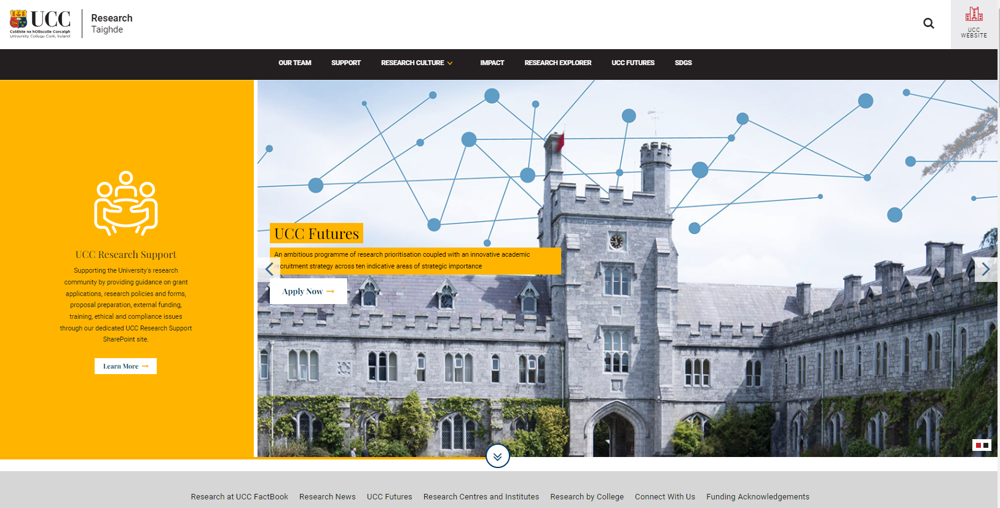 UCC
Coláiste na hOllscoile Corcaigh
University College Cork, Ireland
Research
Taighde
UCC
WEBSITE
OUR TEAM
SUPPORT
RESEARCH CULTURE
IMPACT
RESEARCH EXPLORER
UCC FUTURES
SDGS
UCC Research Support
Supporting the University's research
community by providing guidance on grant
applications, research policies and forms,
proposal preparation, external funding,
training, ethical and compliance issues
through our dedicated UCC Research Support
SharePoint site.
Learn More
UCC Futures
An ambitious programme of research prioritisation coupled with an innovative academic
recruitment strategy across ten indicative areas of strategic importance
Apply Now
Research at UCC FactBook
Research News
UCC Futures
Research Centres and Institutes
Research by College
Connect With Us
Funding Acknowledgements